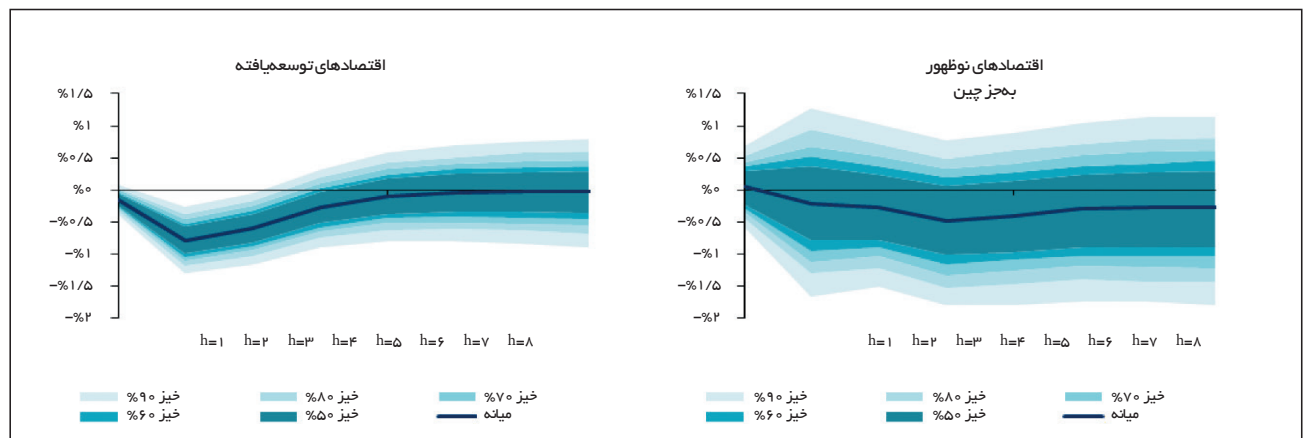 اقتصادهای توسعه‌یافته
%۱/۵
%۱
%۰/۵
%۰
-%۰/۵
-%۱
-%۱/۵
-%۲
h=۱ h=۲ h=۳ h=۴ h=۵ h=۶ h=۷ h=۸
خیز ۹۰% خیز ۸۰% خیز ۷۰%
خیز ۶۰% خیز ۵۰% میانه
اقتصادهای نوظهور
به‌جز چین
%۱/۵
%۱
%۰/۵
%۰
-%۰/۵
-%۱
-%۱/۵
-%۲
h=۱ h=۲ h=۳ h=۴ h=۵ h=۶ h=۷ h=۸
خیز ۹۰% خیز ۸۰% خیز ۷۰%
خیز ۶۰% خیز ۵۰% میانه